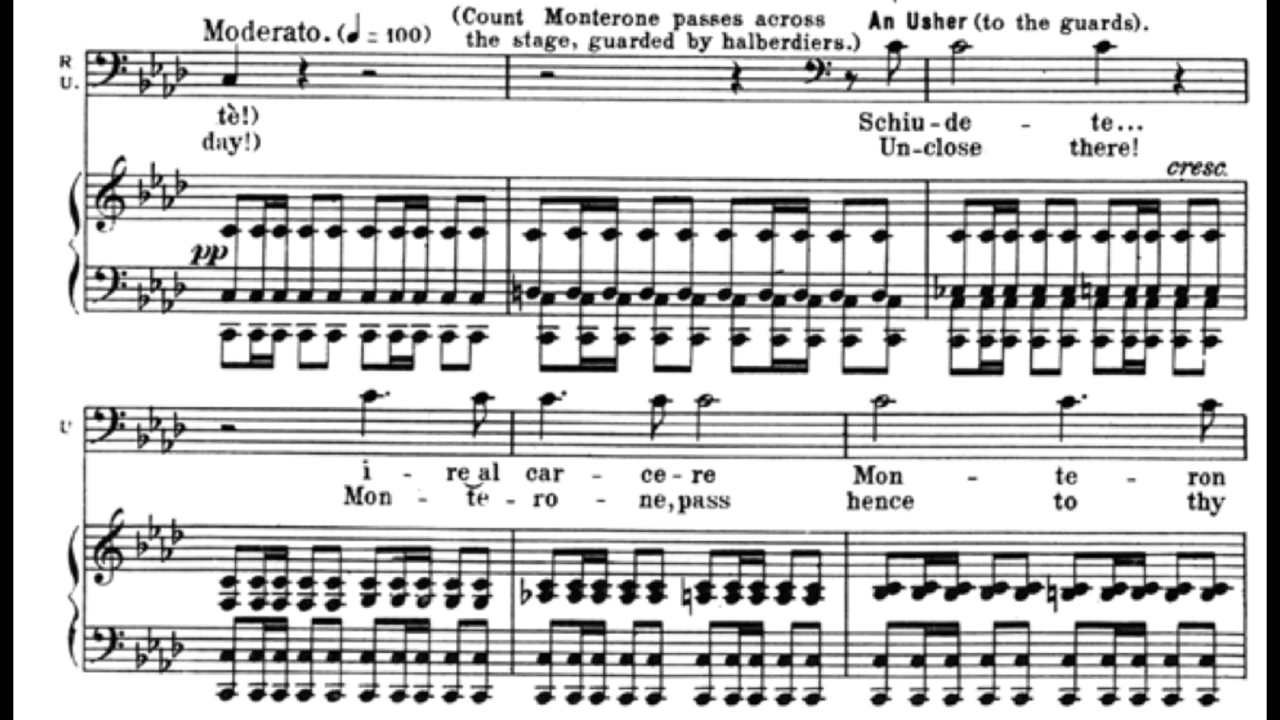 Moderato. (♩ = 100) (Count Monterone passes across the stage, guarded by halberdiers.) An Usher (to the guards).
R
U.
tè!) Schiu - de - te...
day!) Un-close there!
cresc.
pp
U
i - re al car - ce - re Mon - te - ron
Mon - te - ro - ne, pass hence to thy